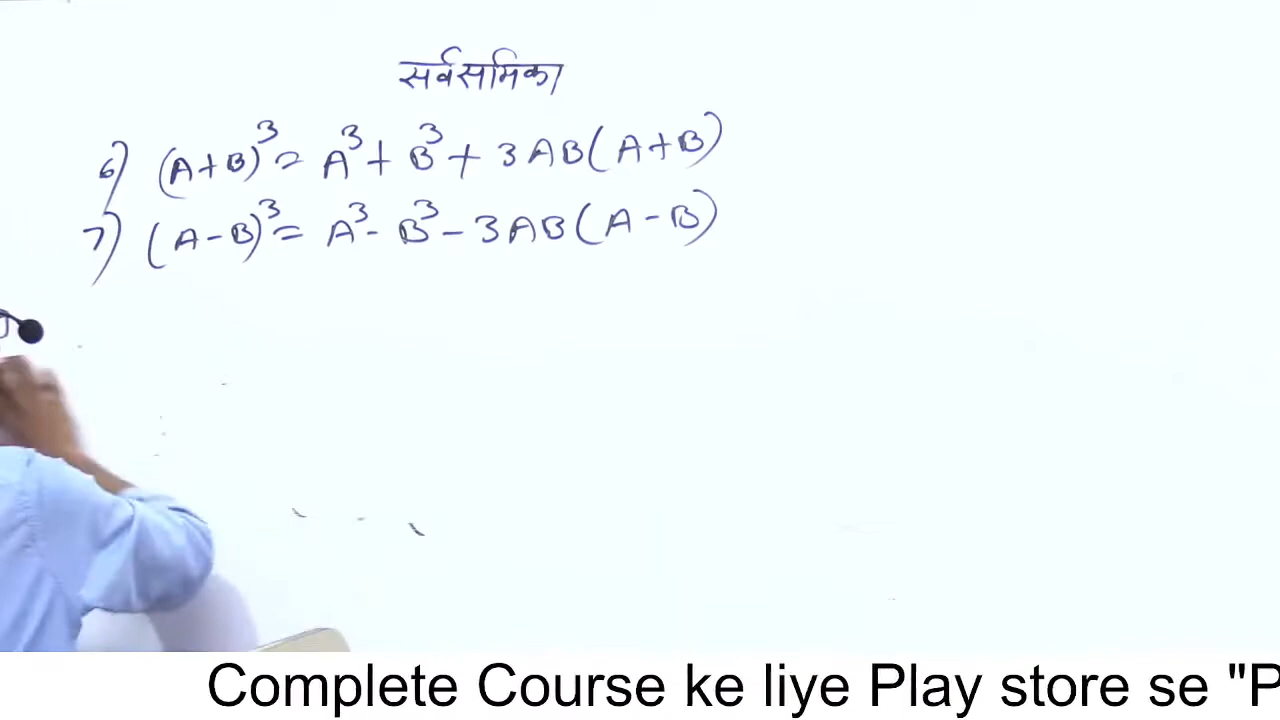 सर्वसमिका
6) (A+B)³ = A³ + B³ + 3AB(A+B)
7) (A-B)³ = A³ - B³ - 3AB(A-B)
Complete Course ke liye Play store se "P